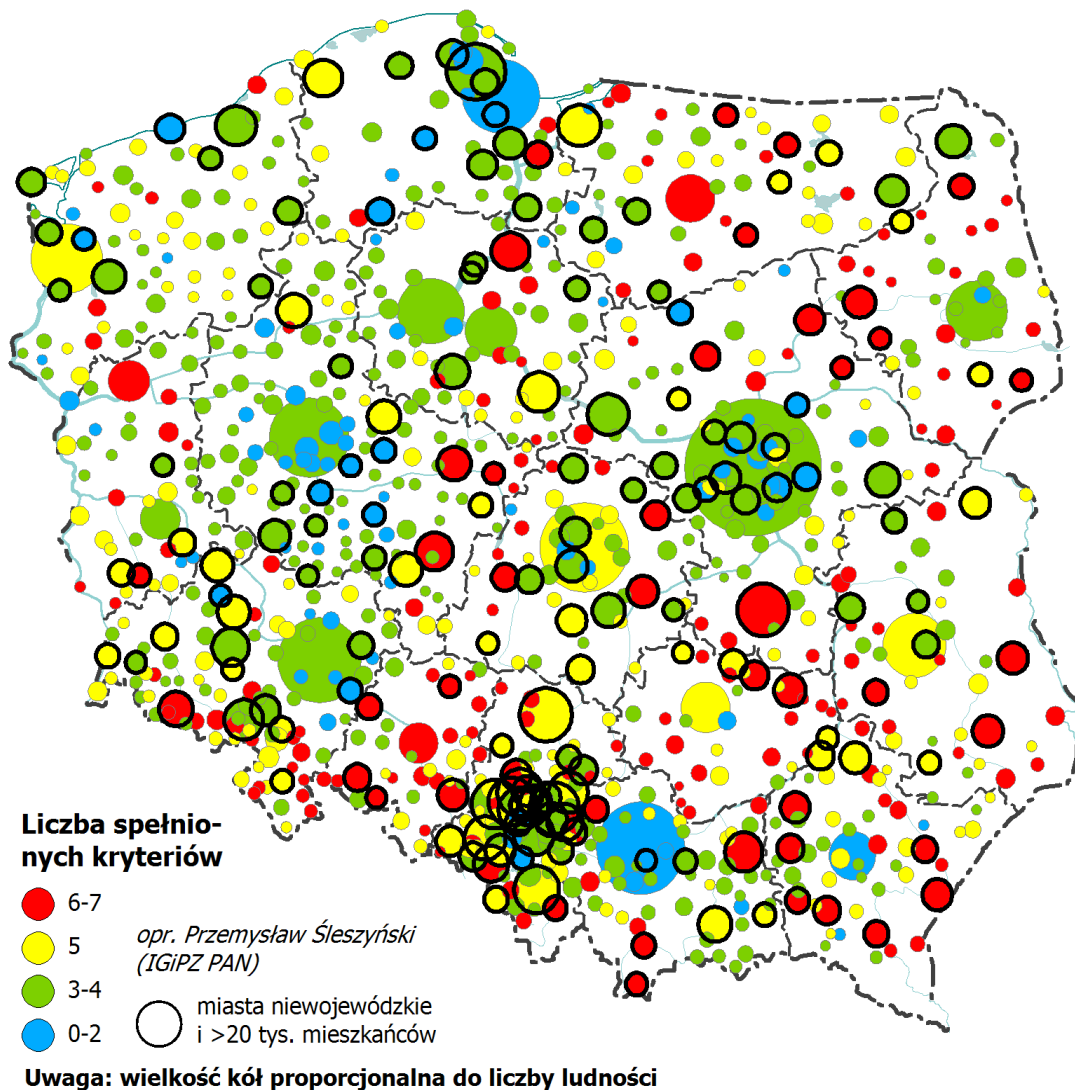 Liczba spełnio-
nych kryteriów
6-7
5
3-4
0-2
opr. Przemysław Śleszyński
(IGiPZ PAN)
miasta niewojewódzkie
i >20 tys. mieszkańców
Uwaga: wielkość kół proporcjonalna do liczby ludności